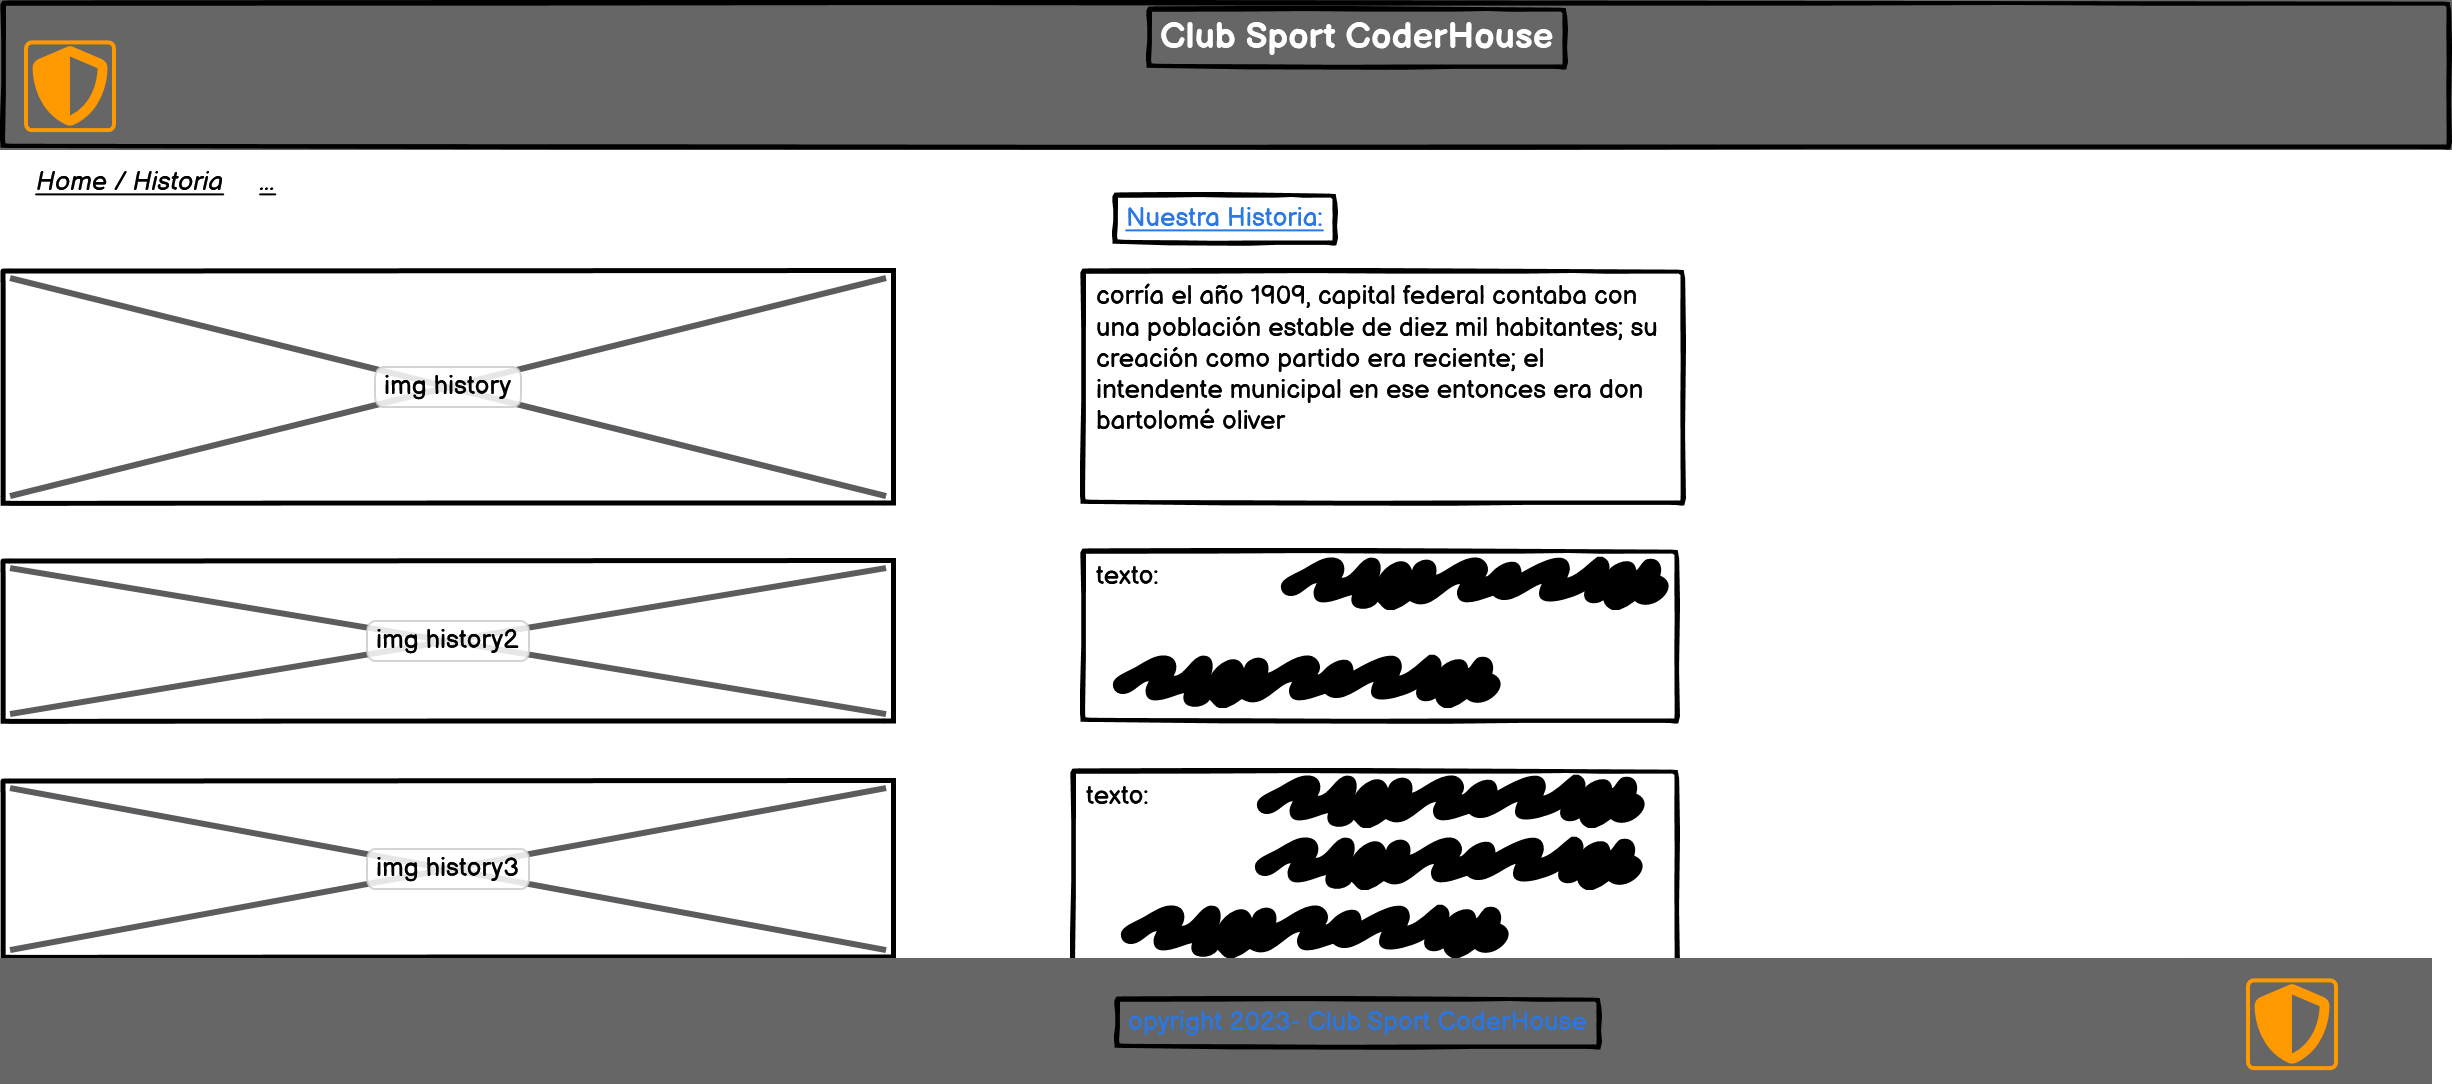 Club Sport CoderHouse
Home / Historia ...
Nuestra Historia:
img history
corría el año 1909, capital federal contaba con
una población estable de diez mil habitantes; su
creación como partido era reciente; el
intendente municipal en ese entonces era don
bartolomé oliver
img history2
texto:
img history3
texto:
opyright 2023- Club Sport CoderHouse